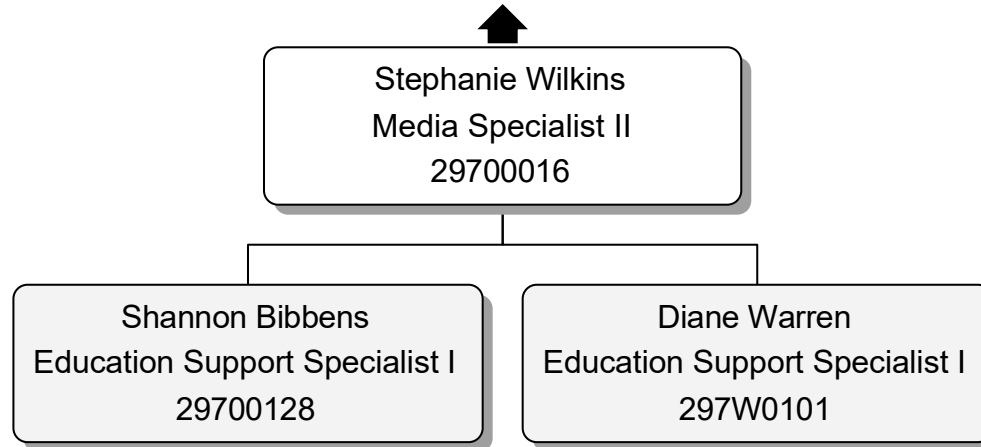 Stephanie Wilkins
Media Specialist II
29700016
Shannon Bibbens
Education Support Specialist I
29700128
Diane Warren
Education Support Specialist I
297W0101